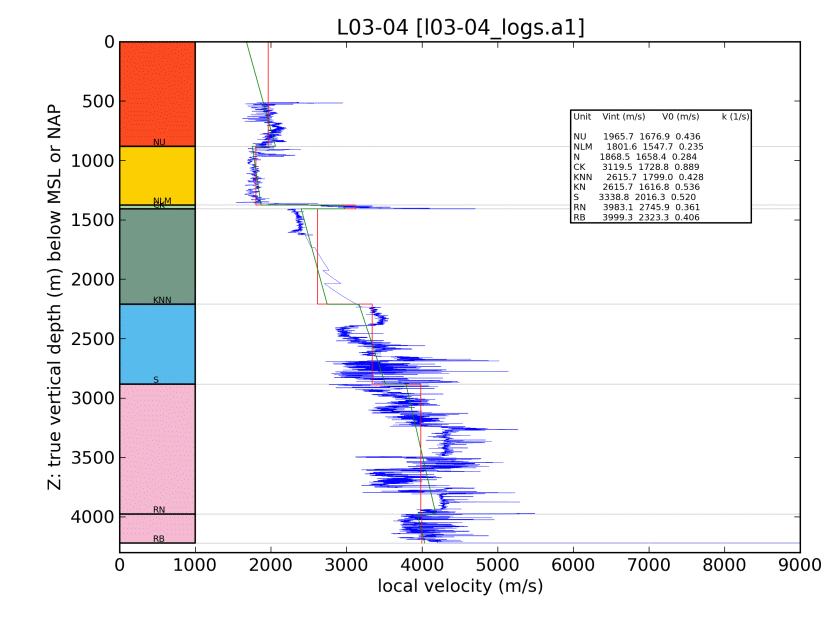 L03-04 [l03-04_logs.a1]
0
500
1000
1500
2000
2500
3000
3500
4000
Z: true vertical depth (m) below MSL or NAP
NU
NLM
CK
KNN
S
RN
RB
Unit Vint (m/s) V0 (m/s) k (1/s)
NU 1965.7 1676.9 0.436
NLM 1801.6 1547.7 0.235
N 1868.5 1658.4 0.284
CK 3119.5 1728.8 0.889
KNN 2615.7 1799.0 0.428
KN 2615.7 1616.8 0.536
S 3338.8 2016.3 0.520
RN 3983.1 2745.9 0.361
RB 3999.3 2323.3 0.406
0 1000 2000 3000 4000 5000 6000 7000 8000 9000
local velocity (m/s)